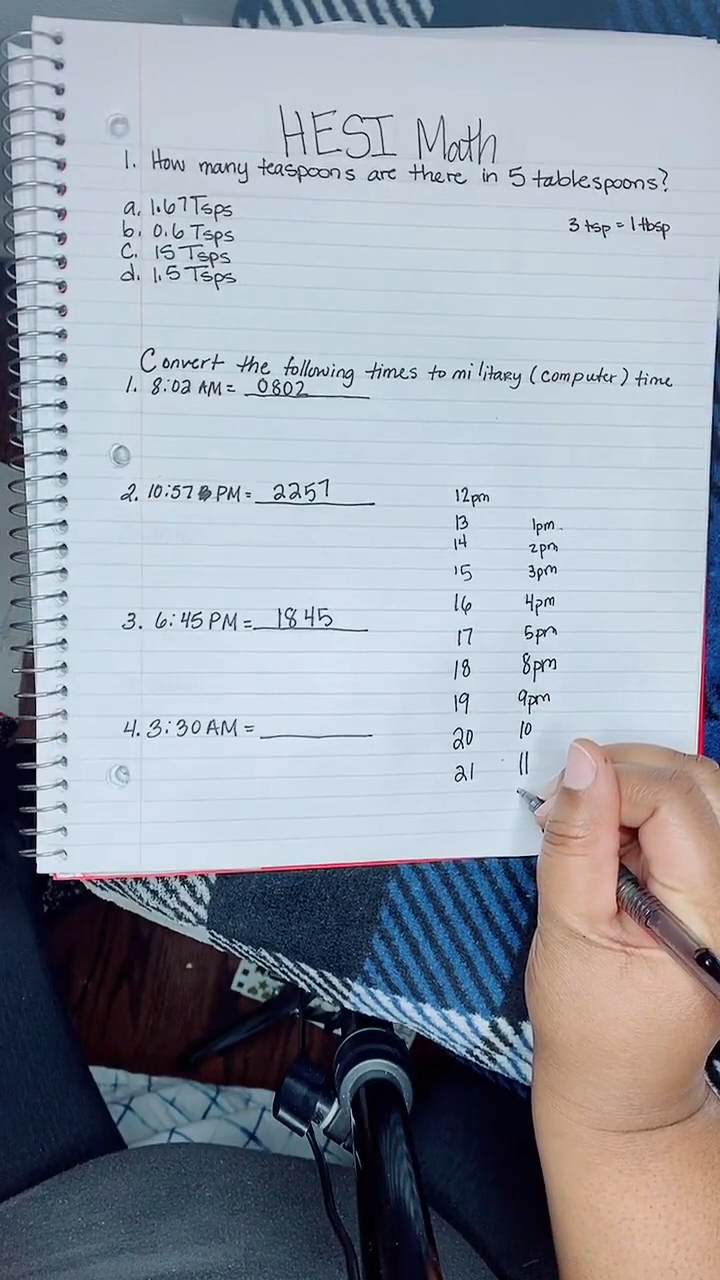 HESI Math
1. How many teaspoons are there in 5 tablespoons?
a. 1.67 Tsps
3 tsp = 1 tbsp
b. 0.6 Tsps
c. 15 Tsps
d. 1.5 Tsps
Convert the following times to military (computer) time
1. 8:02 AM = 0802
2. 10:57 PM = 2257
12pm
13 1pm
14 2pm
15 3pm
16 4pm
3. 6:45 PM = 1845
17 5pm
18 8pm
19 9pm
4. 3:30 AM = ________
20 10
21 11